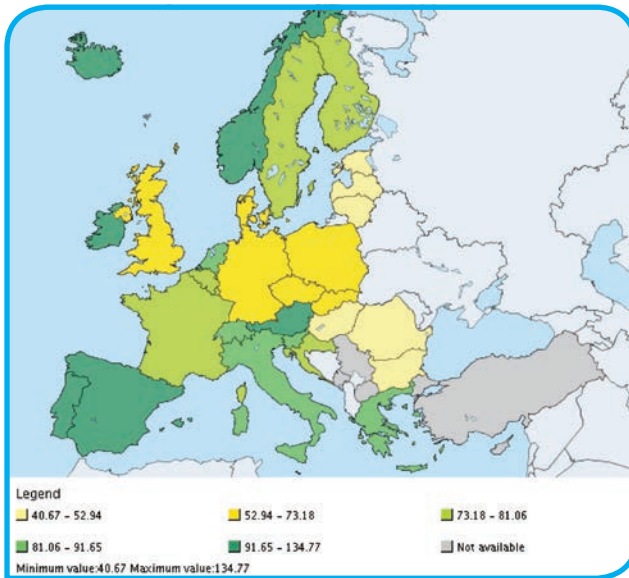 Legend
40.67 - 52.94 52.94 - 73.18 73.18 - 81.06
81.06 - 91.65 91.65 - 134.77 Not available
Minimum value:40.67 Maximum value:134.77